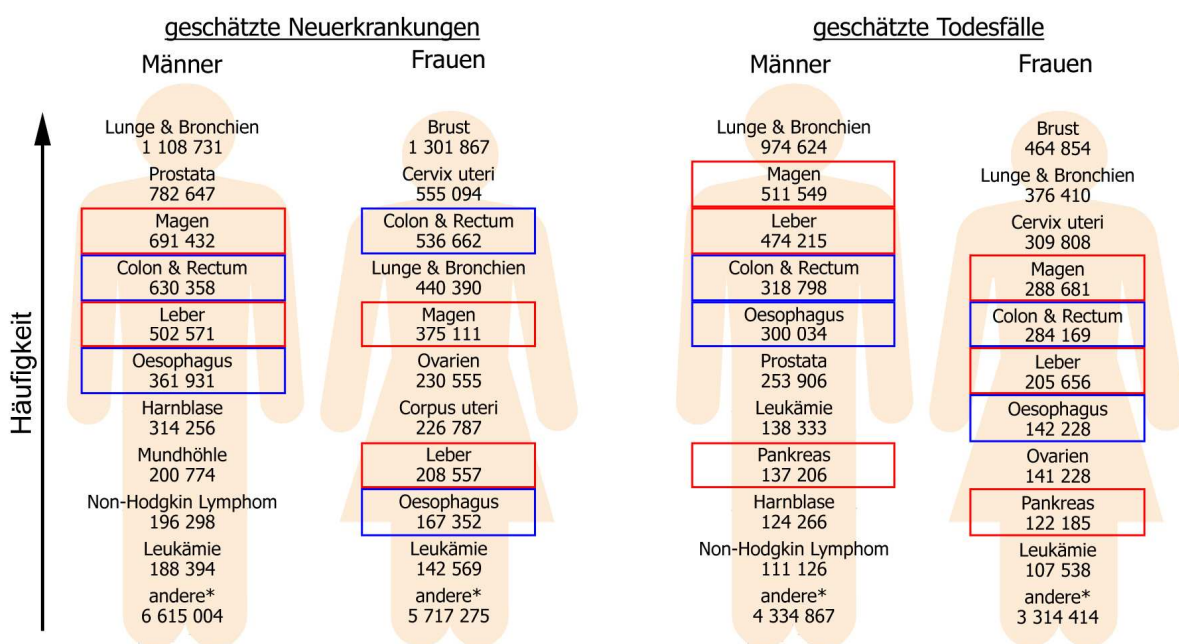 geschätzte Neuerkrankungen
Männer
Frauen
Häufigkeit
Lunge & Bronchien
1 108 731
Prostata
782 647
Magen
691 432
Colon & Rectum
630 358
Leber
502 571
Oesophagus
361 931
Harnblase
314 256
Mundhöhle
200 774
Non-Hodgkin Lymphom
196 298
Leukämie
188 394
andere*
6 615 004
Brust
1 301 867
Cervix uteri
555 094
Colon & Rectum
536 662
Lunge & Bronchien
440 390
Magen
375 111
Ovarien
230 555
Corpus uteri
226 787
Leber
208 557
Oesophagus
167 352
Leukämie
142 569
andere*
5 717 275
geschätzte Todesfälle
Männer
Frauen
Lunge & Bronchien
974 624
Magen
511 549
Leber
474 215
Colon & Rectum
318 798
Oesophagus
300 034
Prostata
253 906
Leukämie
138 333
Pankreas
137 206
Harnblase
124 266
Non-Hodgkin Lymphom
111 126
andere*
4 334 867
Brust
464 854
Lunge & Bronchien
376 410
Cervix uteri
309 808
Magen
288 681
Colon & Rectum
284 169
Leber
205 656
Oesophagus
142 228
Ovarien
141 228
Pankreas
122 185
Leukämie
107 538
andere*
3 314 414